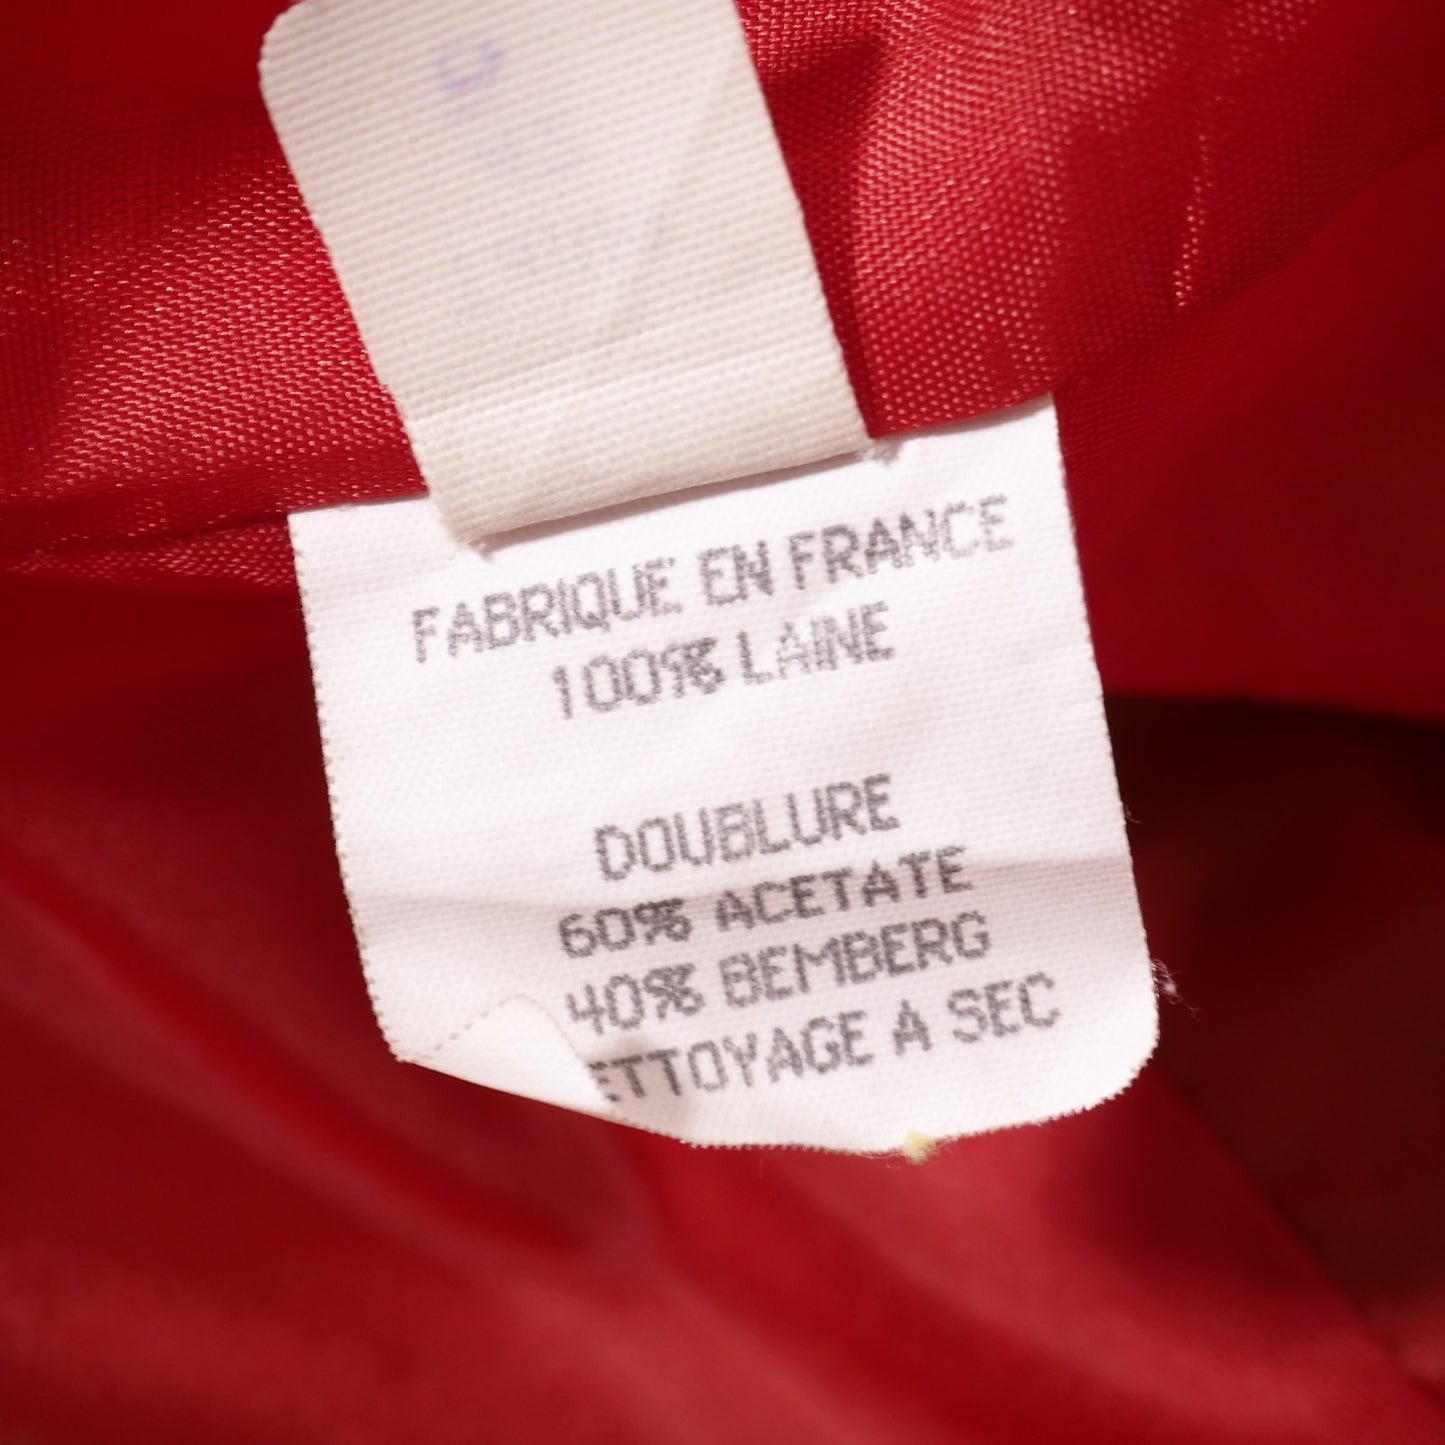 FABRIQUE EN FRANCE
100% LAINE
DOUBLURE
60% ACETATE
40% BEMBERG
ETTOYAGE A SEC